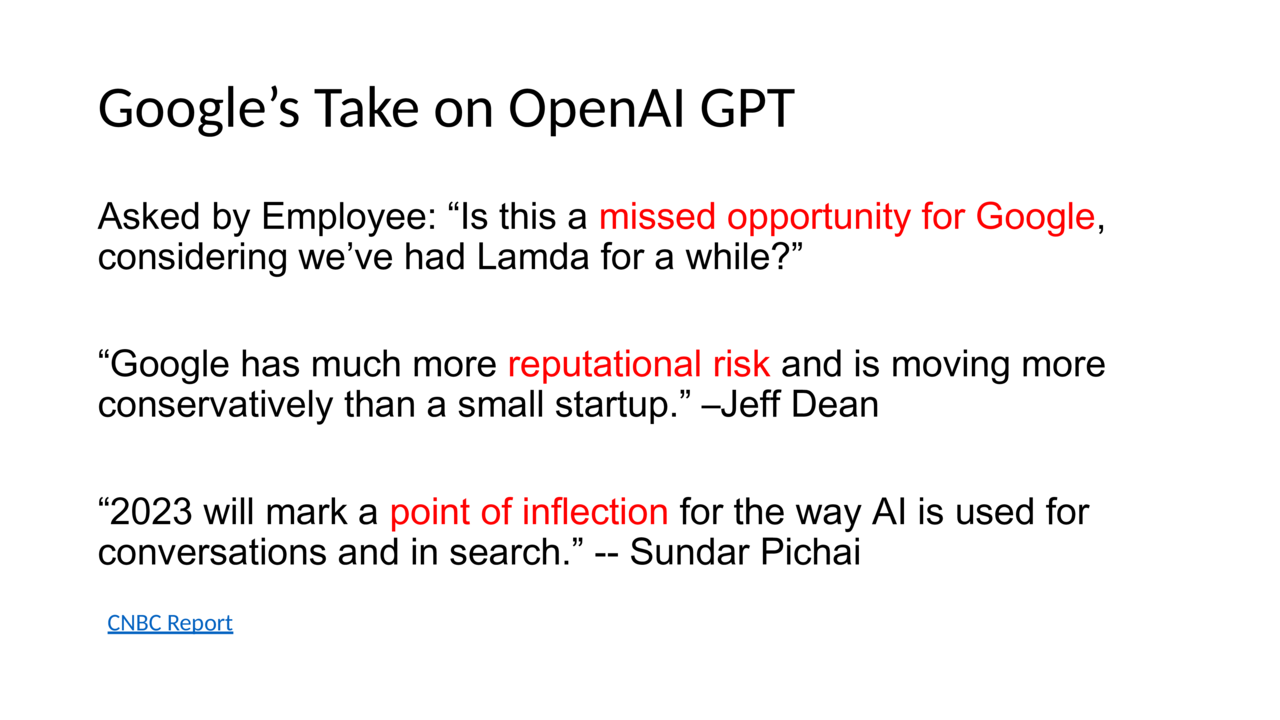 Google’s Take on OpenAI GPT
Asked by Employee: “Is this a missed opportunity for Google,
considering we’ve had Lamda for a while?”
“Google has much more reputational risk and is moving more
conservatively than a small startup.” –Jeff Dean
“2023 will mark a point of inflection for the way AI is used for
conversations and in search.” -- Sundar Pichai
CNBC Report